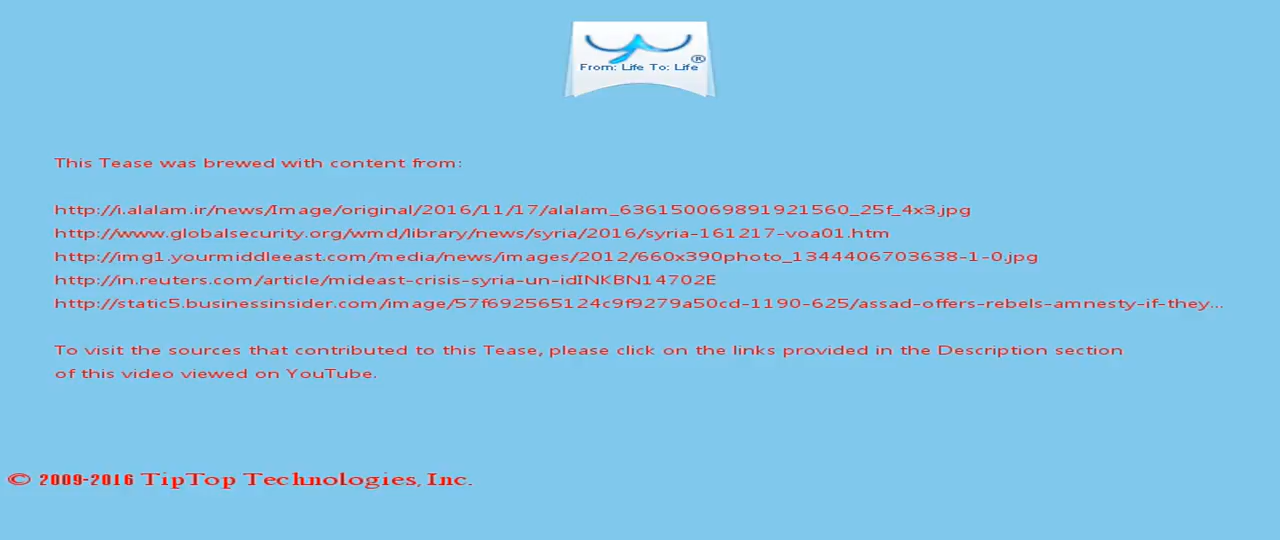 From: Life To: Life®
This Tease was brewed with content from:
http://i.alalam.ir/news/Image/original/2016/11/17/alalam_636150069891921560_25f_4x3.jpg
http://www.globalsecurity.org/wmd/library/news/syria/2016/syria-161217-voa01.htm
http://img1.yourmiddleeast.com/media/news/images/2012/660x390photo_1344406703638-1-0.jpg
http://in.reuters.com/article/mideast-crisis-syria-un-idINKBN14702E
http://static5.businessinsider.com/image/57f692565124c9f9279a50cd-1190-625/assad-offers-rebels-amnesty-if-they...
To visit the sources that contributed to this Tease, please click on the links provided in the Description section
of this video viewed on YouTube.
© 2009-2016 TipTop Technologies, Inc.